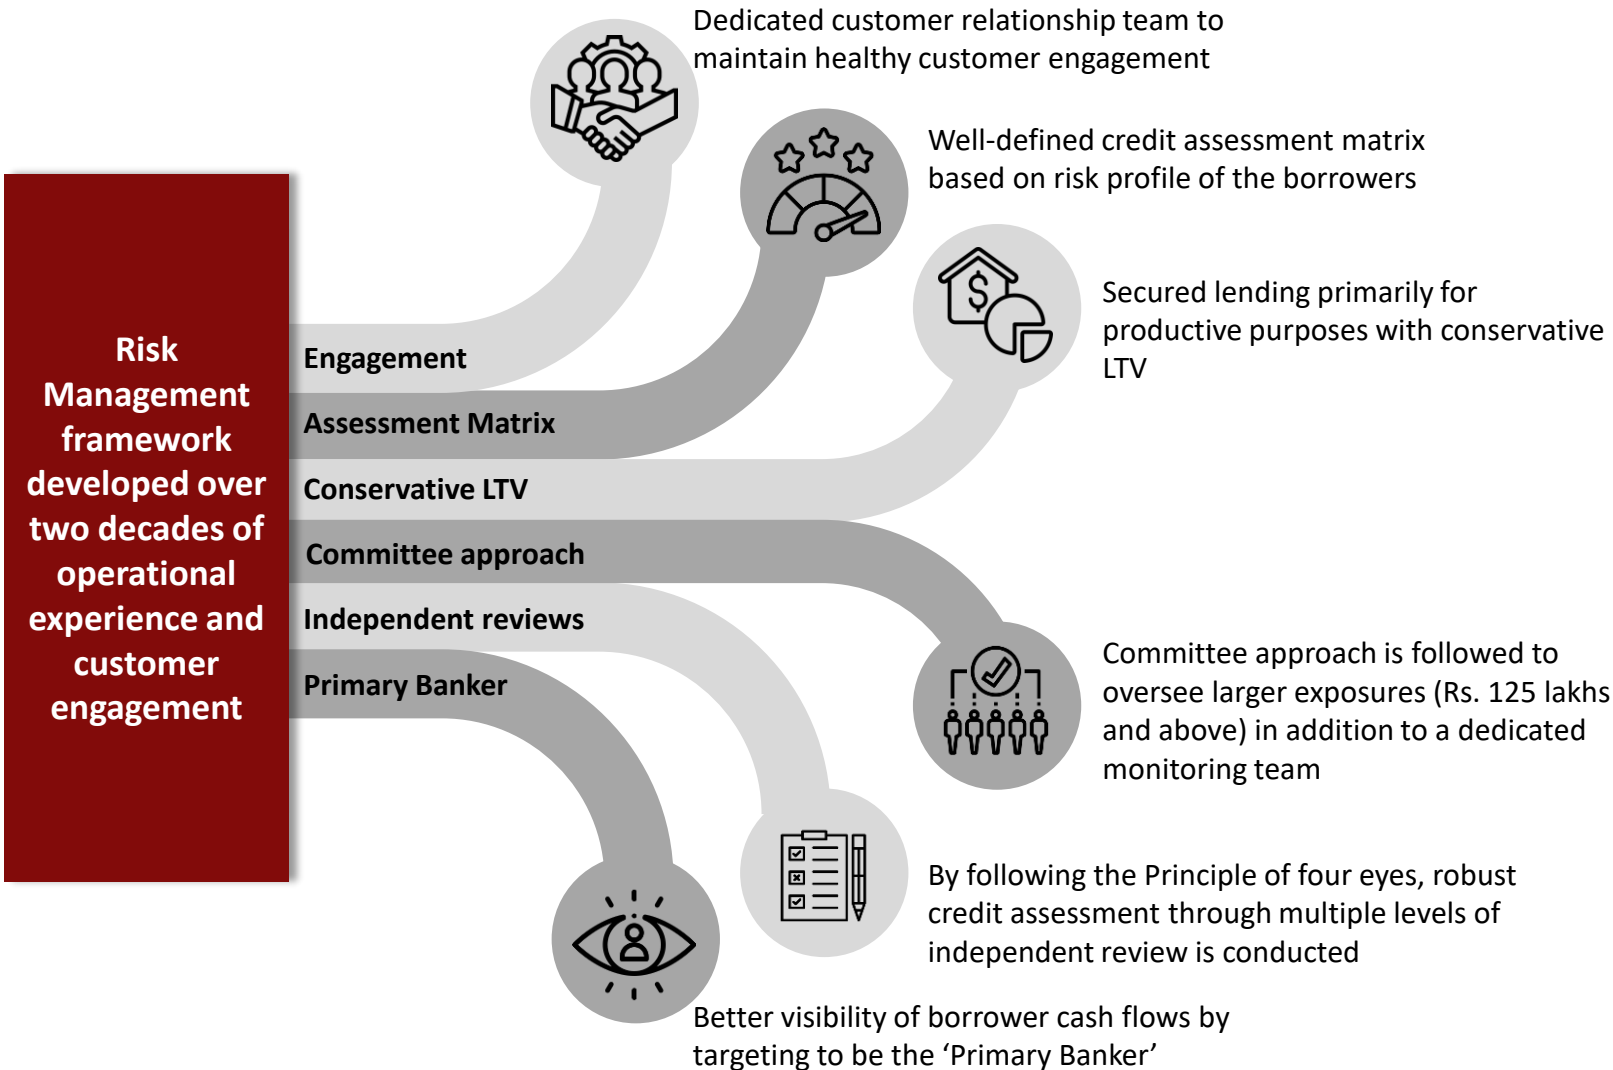 Dedicated customer relationship team to
maintain healthy customer engagement
Well-defined credit assessment matrix
based on risk profile of the borrowers
Secured lending primarily for
productive purposes with conservative
LTV
Risk
Management
framework
developed over
two decades of
operational
experience and
customer
engagement
Engagement
Assessment Matrix
Conservative LTV
Committee approach
Independent reviews
Primary Banker
$
Committee approach is followed to
oversee larger exposures (Rs. 125 lakhs
and above) in addition to a dedicated
monitoring team
By following the Principle of four eyes, robust
credit assessment through multiple levels of
independent review is conducted
Better visibility of borrower cash flows by
targeting to be the ‘Primary Banker’